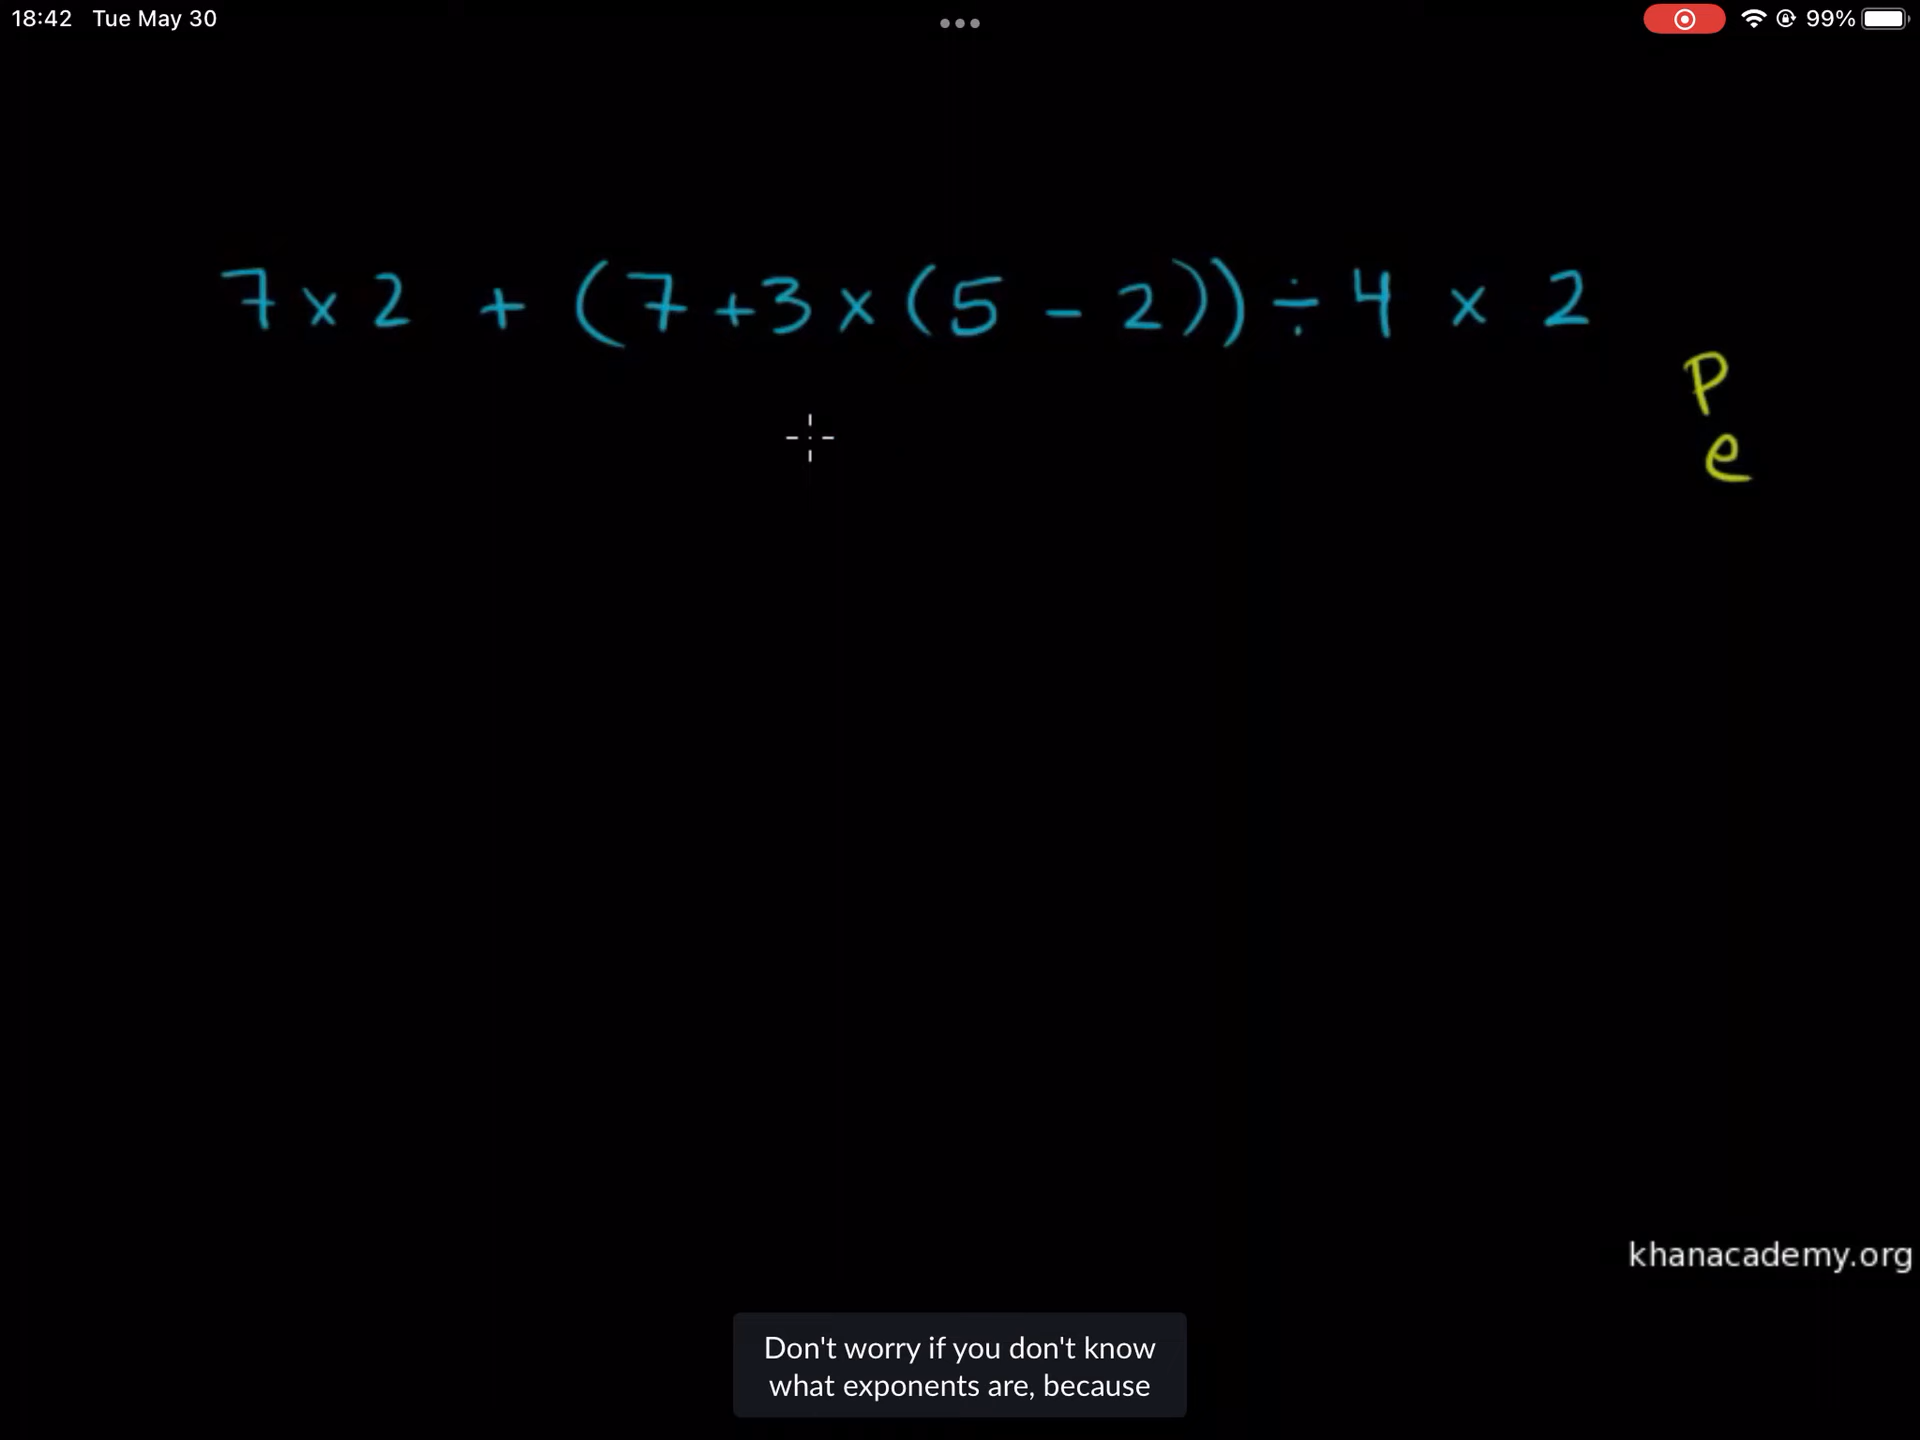 18:42 Tue May 30
99%
7 × 2 + (7 + 3 × (5 - 2)) ÷ 4 × 2
P
e
khanacademy.org
Don't worry if you don't know
what exponents are, because